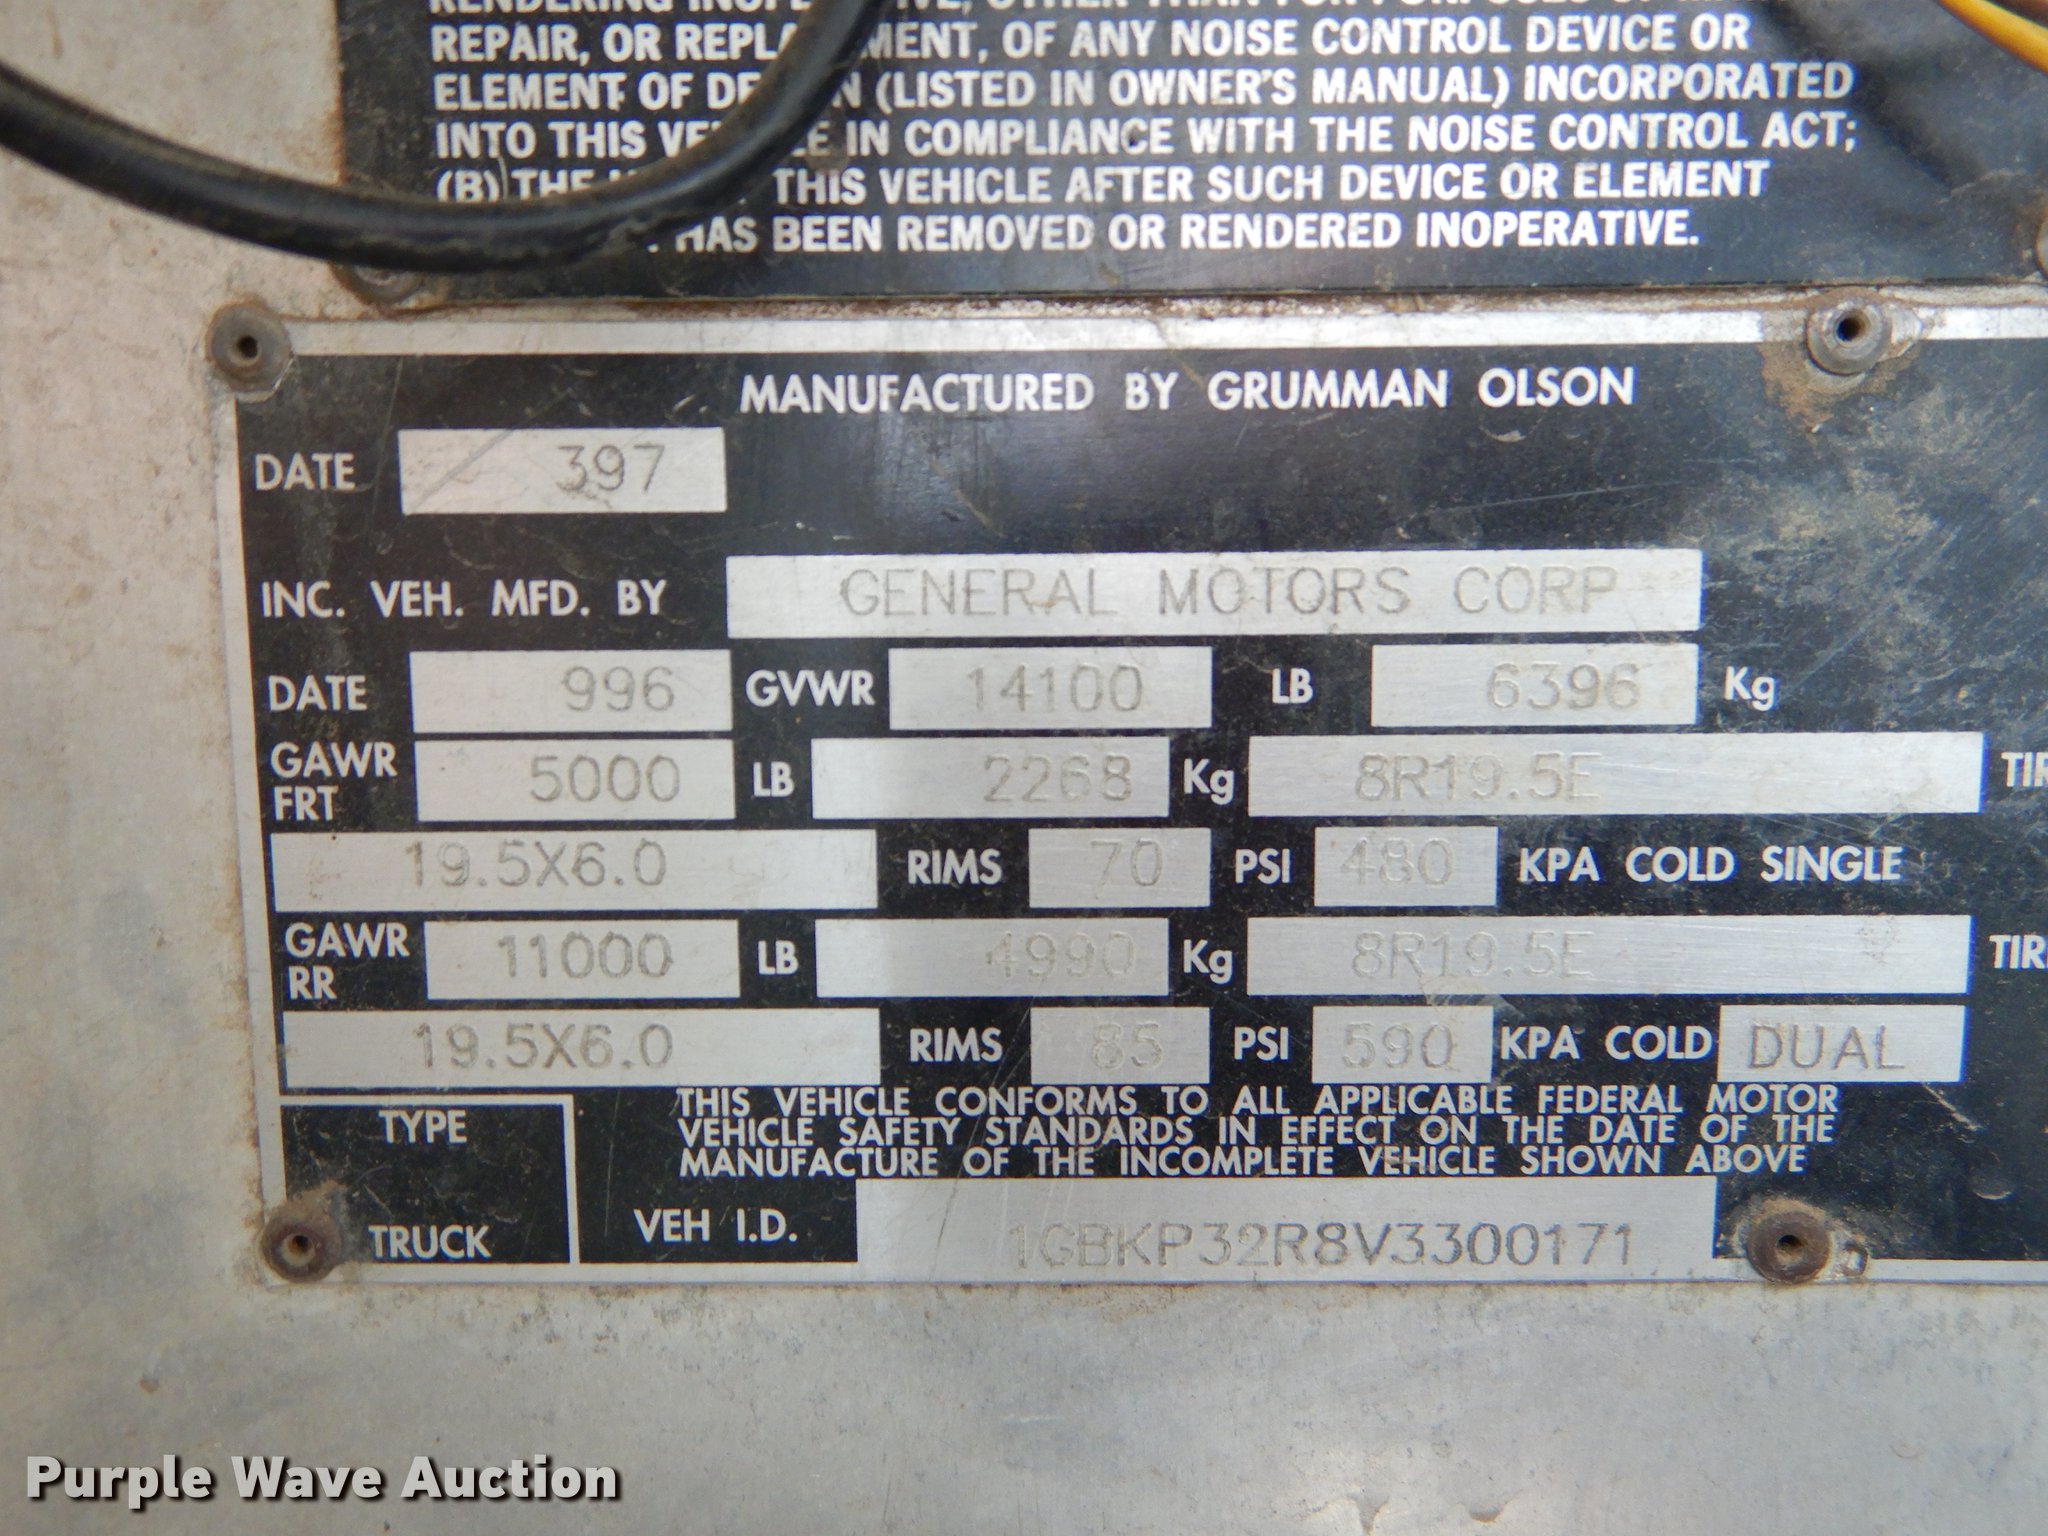 REPAIR, OR REPLA MENT, OF ANY NOISE CONTROL DEVICE OR
ELEMENT OF DE N (LISTED IN OWNER'S MANUAL) INCORPORATED
INTO THIS VE LE IN COMPLIANCE WITH THE NOISE CONTROL ACT;
(B) THE THIS VEHICLE AFTER SUCH DEVICE OR ELEMENT
HAS BEEN REMOVED OR RENDERED INOPERATIVE.
MANUFACTURED BY GRUMMAN OLSON
DATE 397
INC. VEH. MFD. BY GENERAL MOTORS CORP
DATE 996 GVWR 14100 LB 6396 Kg
GAWR FRT 5000 LB 2268 Kg 8R19.5E TIR
19.5X6.0 RIMS 70 PSI 480 KPA COLD SINGLE
GAWR RR 11000 LB 4990 Kg 8R19.5E TIR
19.5X6.0 RIMS 85 PSI 590 KPA COLD DUAL
THIS VEHICLE CONFORMS TO ALL APPLICABLE FEDERAL MOTOR
VEHICLE SAFETY STANDARDS IN EFFECT ON THE DATE OF THE
MANUFACTURE OF THE INCOMPLETE VEHICLE SHOWN ABOVE
TYPE
TRUCK
VEH I.D. 1GBKP32R8V3300171
Purple Wave Auction